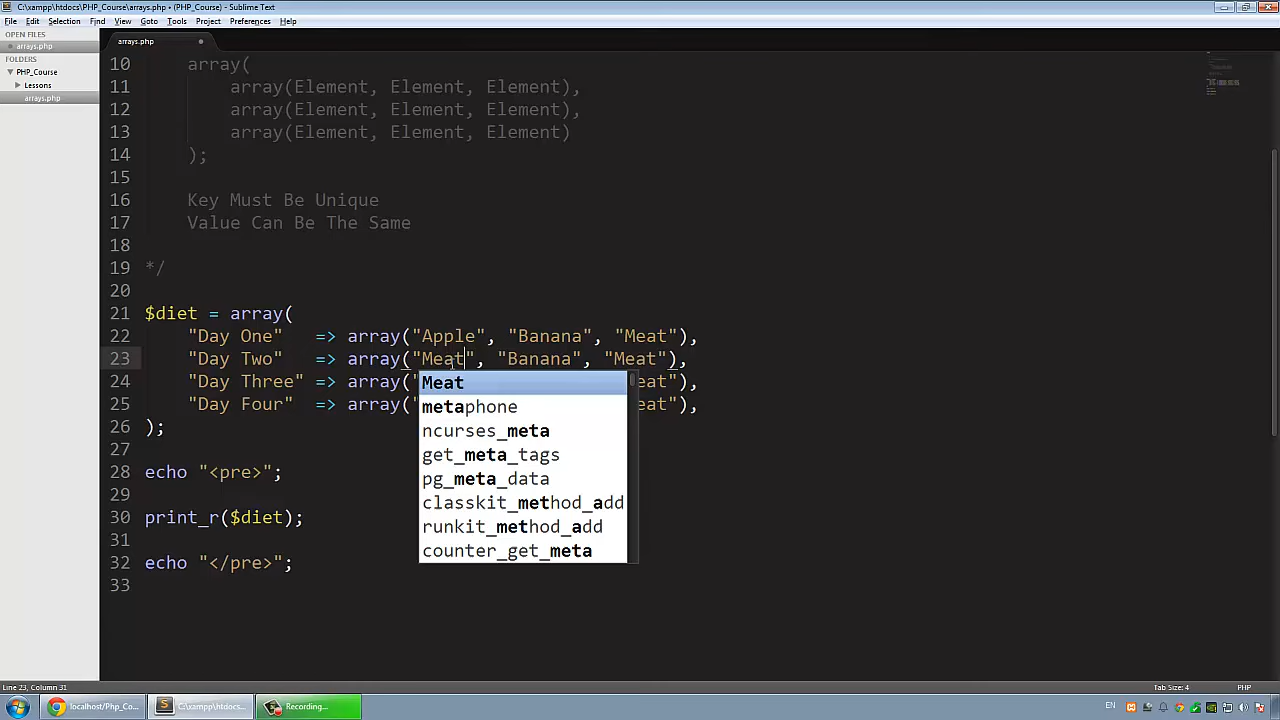 C:\xampp\htdocs\PHP_Course\arrays.php • (PHP_Course) - Sublime Text
File Edit Selection Find View Goto Tools Project Preferences Help
OPEN FILES
arrays.php
FOLDERS
PHP_Course
Lessons
arrays.php
arrays.php
10 array(
11 array(Element, Element, Element),
12 array(Element, Element, Element),
13 array(Element, Element, Element)
14 );
15
16 Key Must Be Unique
17 Value Can Be The Same
18
19 */
20
21 $diet = array(
22 "Day One" => array("Apple", "Banana", "Meat"),
23 "Day Two" => array("Meat", "Banana", "Meat"),
24 "Day Three" => array(" eat"),
25 "Day Four" => array(" eat"),
26 );
27
28 echo "<pre>";
29
30 print_r($diet);
31
32 echo "</pre>";
33
Meat
metaphone
ncurses_meta
get_meta_tags
pg_meta_data
classkit_method_add
runkit_method_add
counter_get_meta
Line 23, Column 31
Tab Size: 4
PHP
localhost/Php_Co...
C:\xampp\htdocs...
Recording...
EN
07:06 م